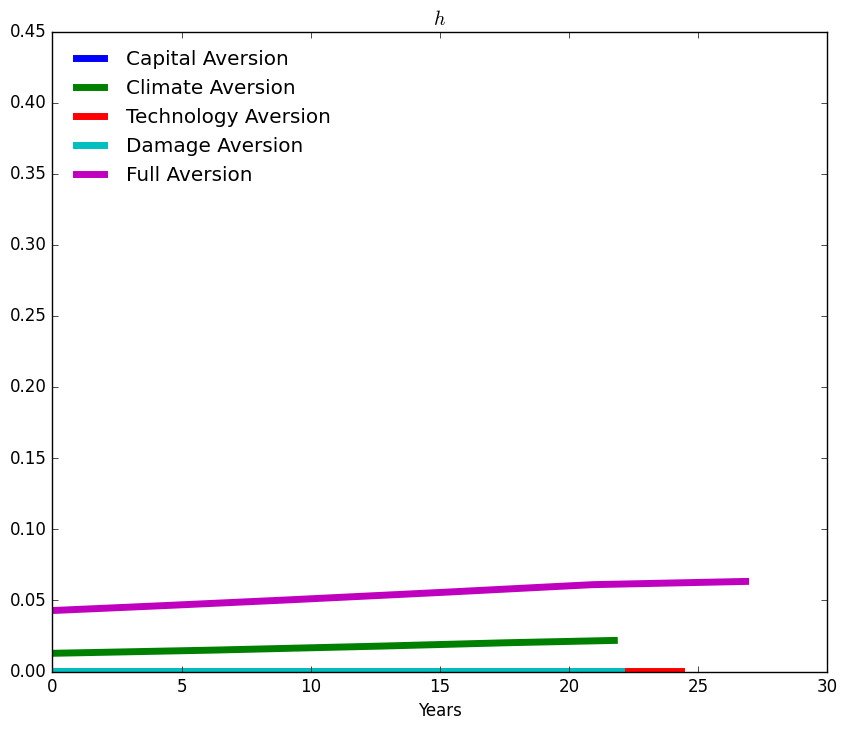 h
0.45
0.40
0.35
0.30
0.25
0.20
0.15
0.10
0.05
0.00
Capital Aversion
Climate Aversion
Technology Aversion
Damage Aversion
Full Aversion
0 5 10 15 20 25 30
Years